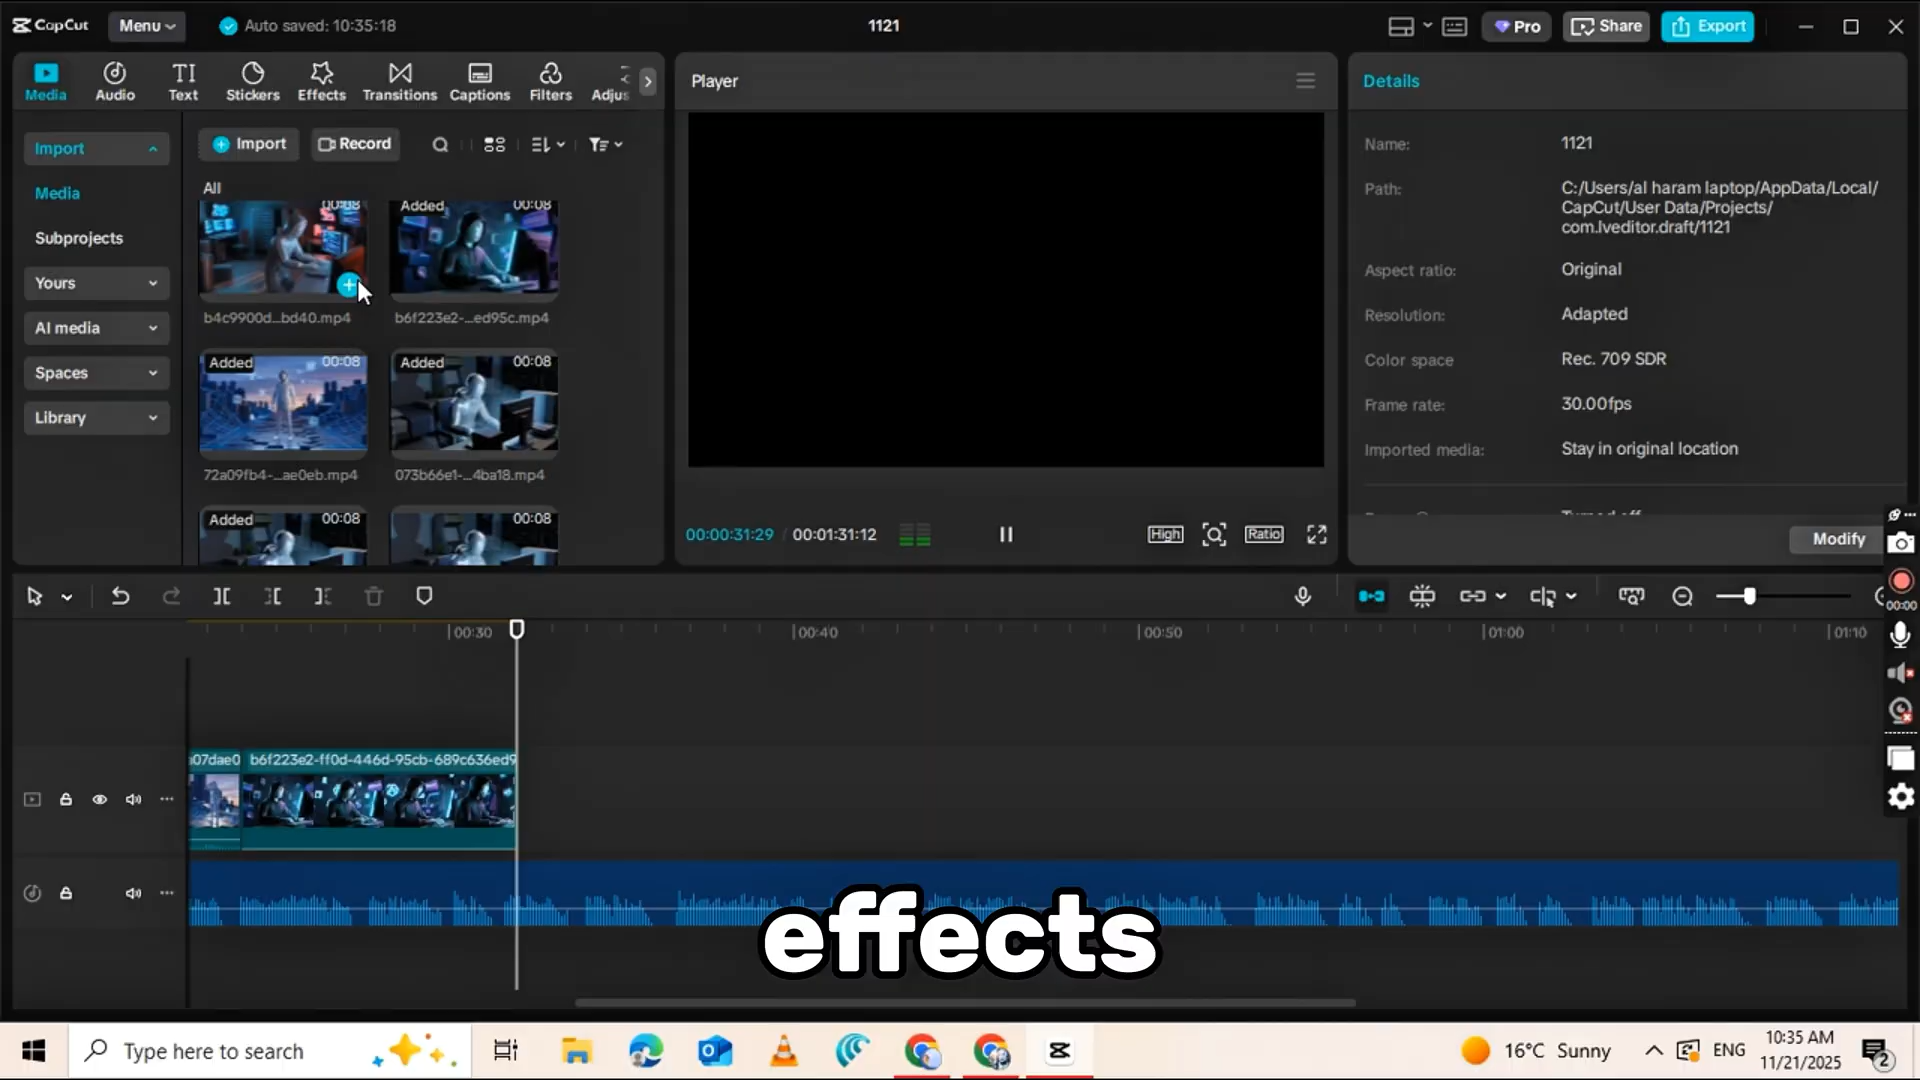 CapCut
Menu
Auto saved: 10:35:18
1121
Pro
Share
Export
Media
Audio
TI
Text
Stickers
Effects
Transitions
Captions
Filters
Adjus
Player
Details
Import
Import
Record
Media
Subprojects
Yours
AI media
Spaces
Library
All
00:08
Added 00:08
b4c9900d...bd40.mp4
b6f223e2-...ed95c.mp4
Added 00:08
Added 00:08
72a09fb4-...ae0eb.mp4
073b66e1-...4ba18.mp4
Added 00:08
00:08
00:00:31:29 / 00:01:31:12
High
Ratio
Name: 1121
Path: C:/Users/al haram laptop/AppData/Local/
CapCut/User Data/Projects/
com.lveditor.draft/1121
Aspect ratio: Original
Resolution: Adapted
Color space Rec. 709 SDR
Frame rate: 30.00fps
Imported media: Stay in original location
Modify
00:00
00:30
00:40
00:50
01:00
01:10
07dae0
b6f223e2-ff0d-446d-95cb-689c636ed9
effects
Type here to search
16°C Sunny
ENG
10:35 AM
11/21/2025
2